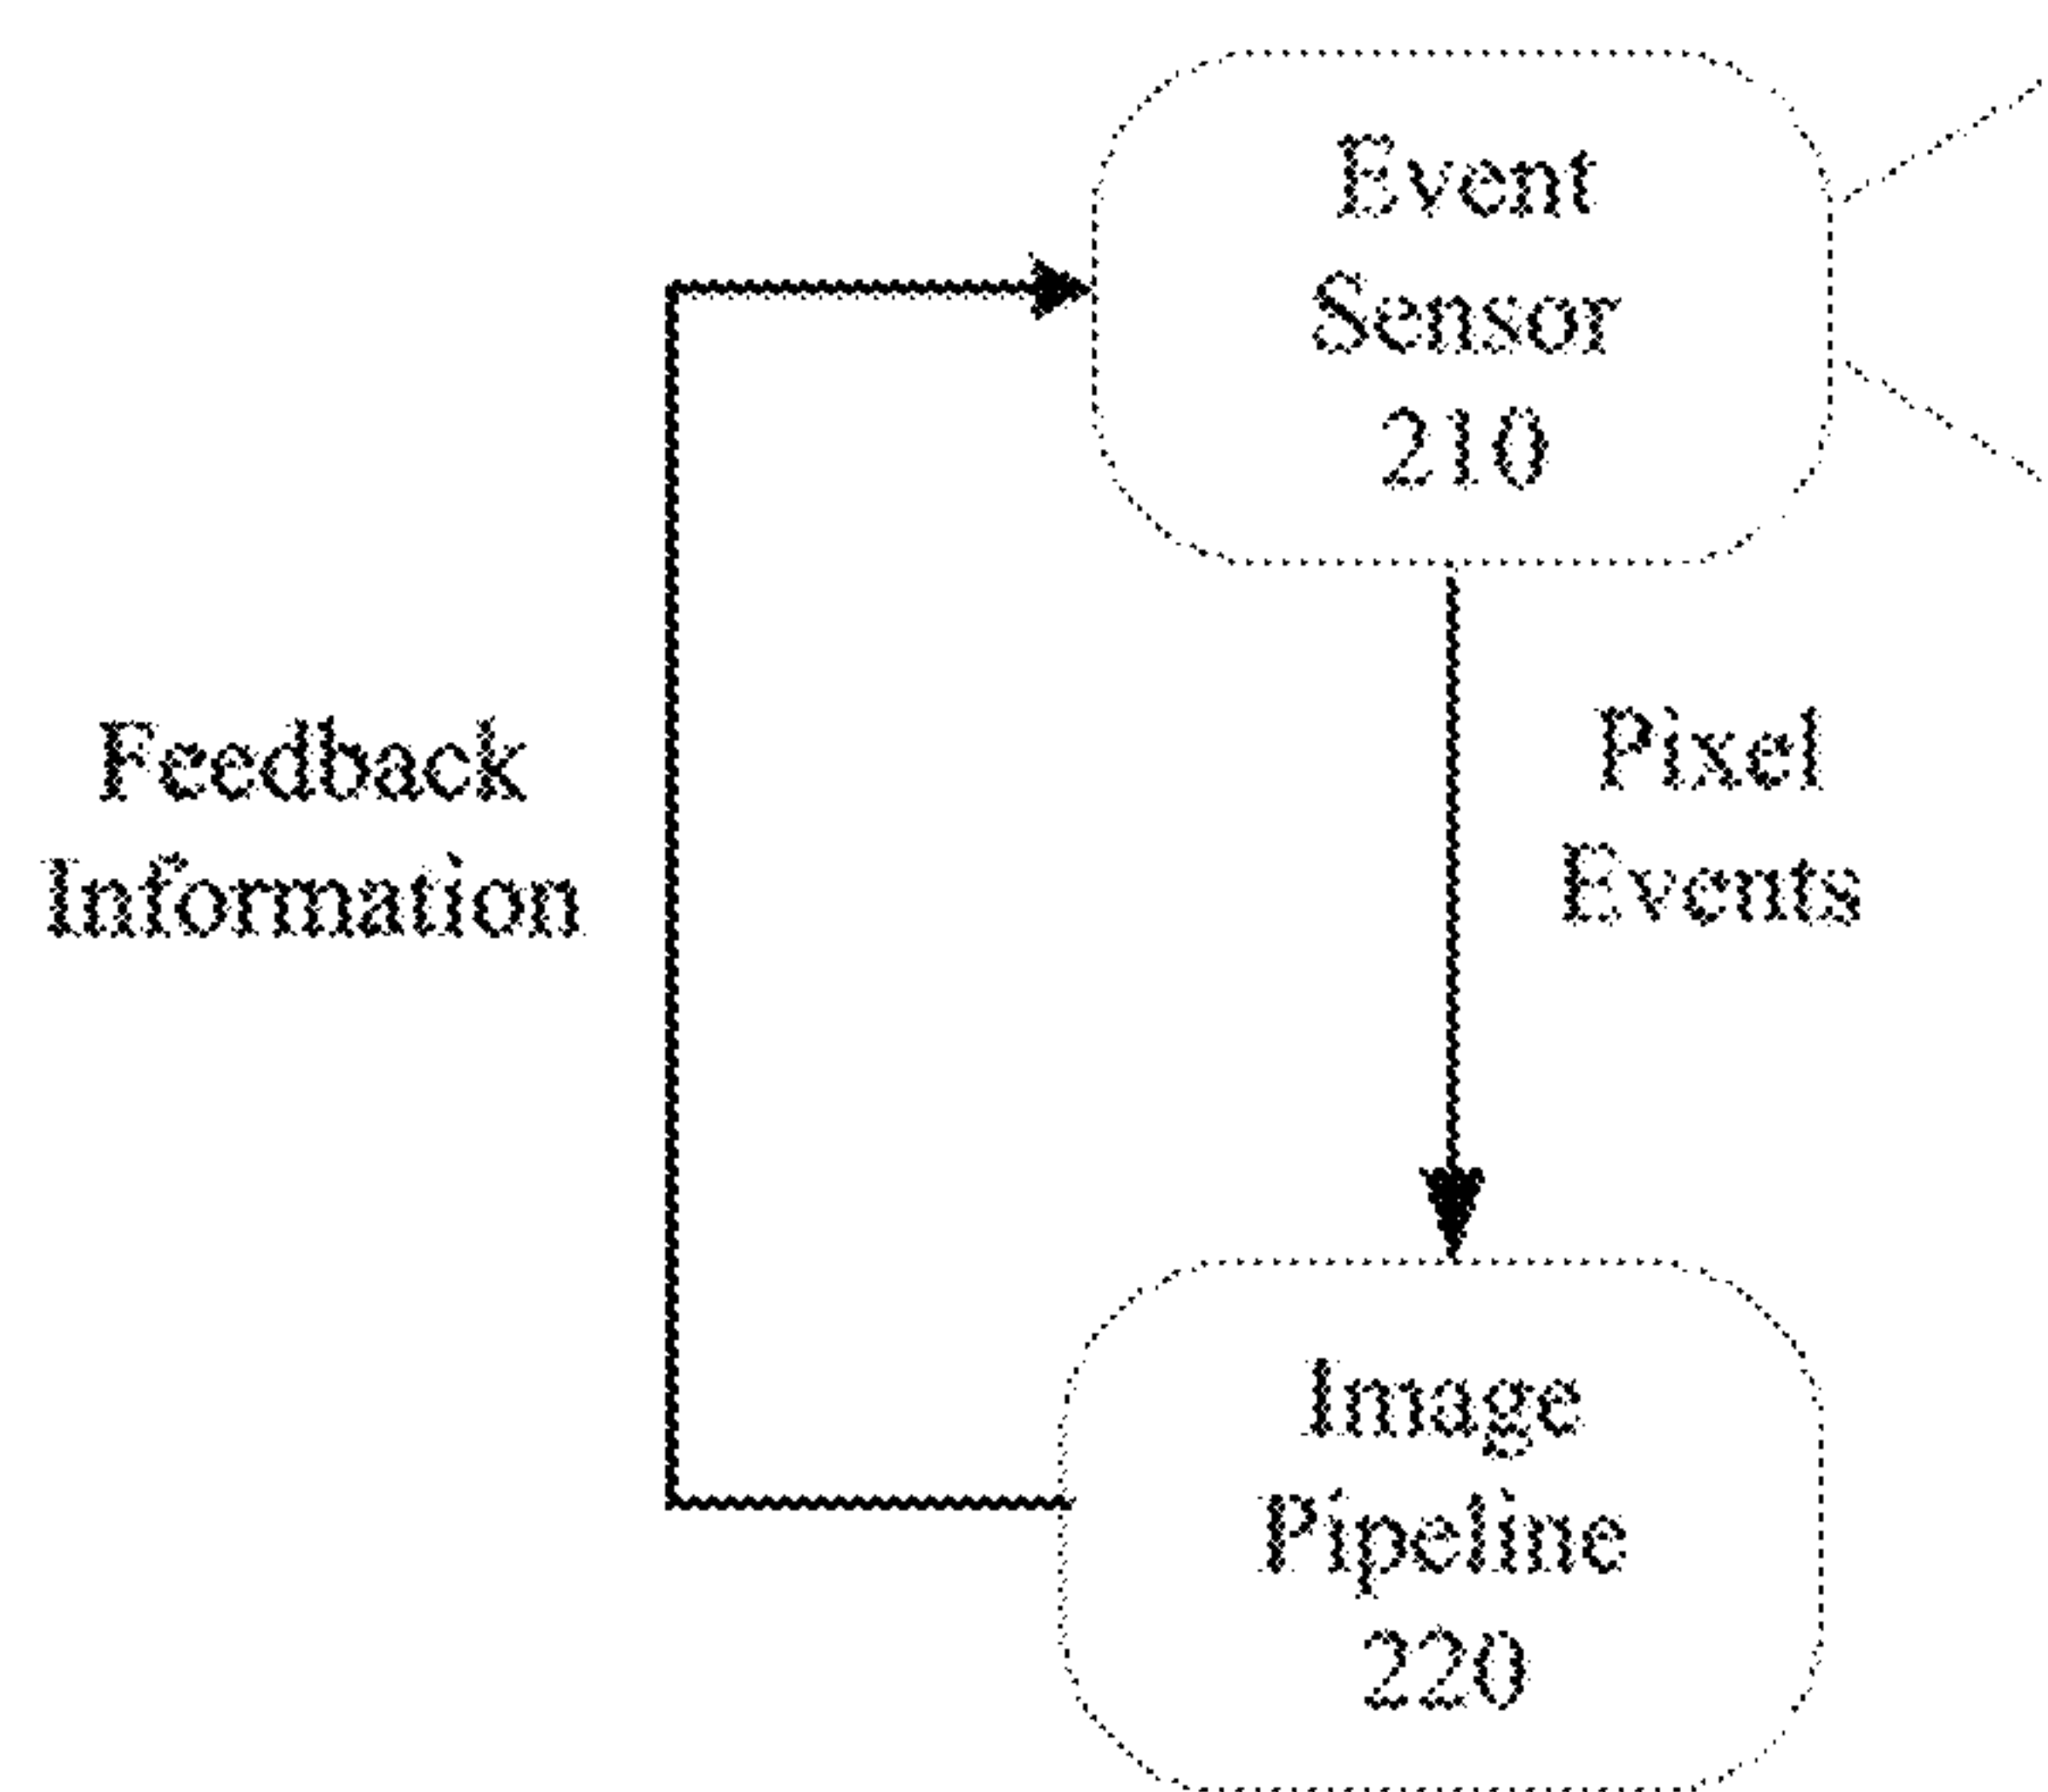 Event
Sensor
210
Feedback
Information
Pixel
Events
Image
Pipeline
220